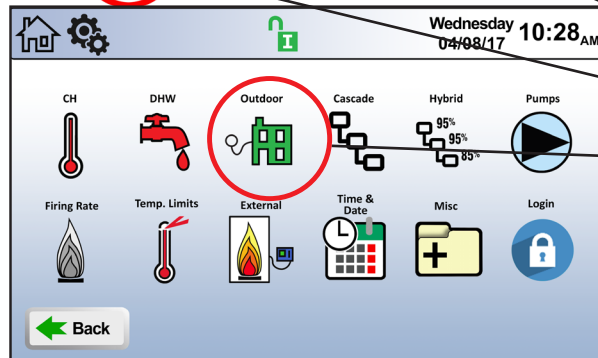 Wednesday
04/08/17
10:28AM
I
CH
DHW
Outdoor
Cascade
Hybrid
Pumps
95%
95%
85%
Firing Rate
Temp. Limits
External
Time &
Date
Misc
Login
Back